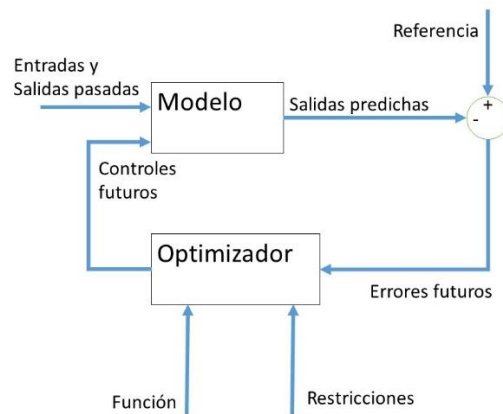 Referencia
Entradas y
Salidas pasadas
Modelo
Salidas predichas
+
-
Controles
futuros
Optimizador
Errores futuros
Función
Restricciones